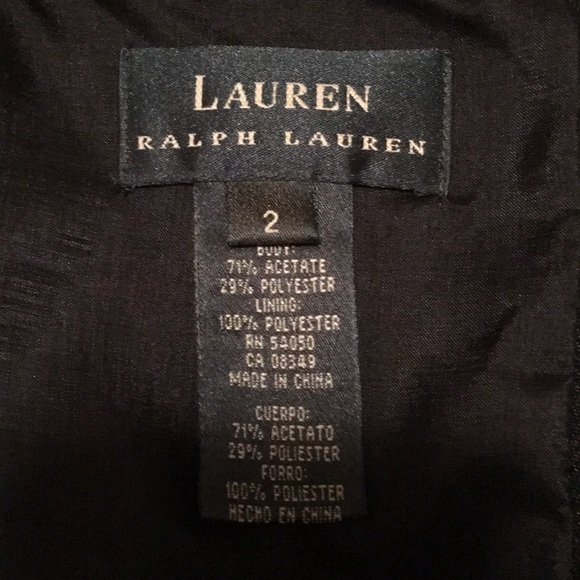 LAUREN
RALPH LAUREN
2
BODY:
71% ACETATE
29% POLYESTER
LINING:
100% POLYESTER
RN 54050
CA 08349
MADE IN CHINA
CUERPO:
71% ACETATO
29% POLIESTER
FORRO:
100% POLIESTER
HECHO EN CHINA